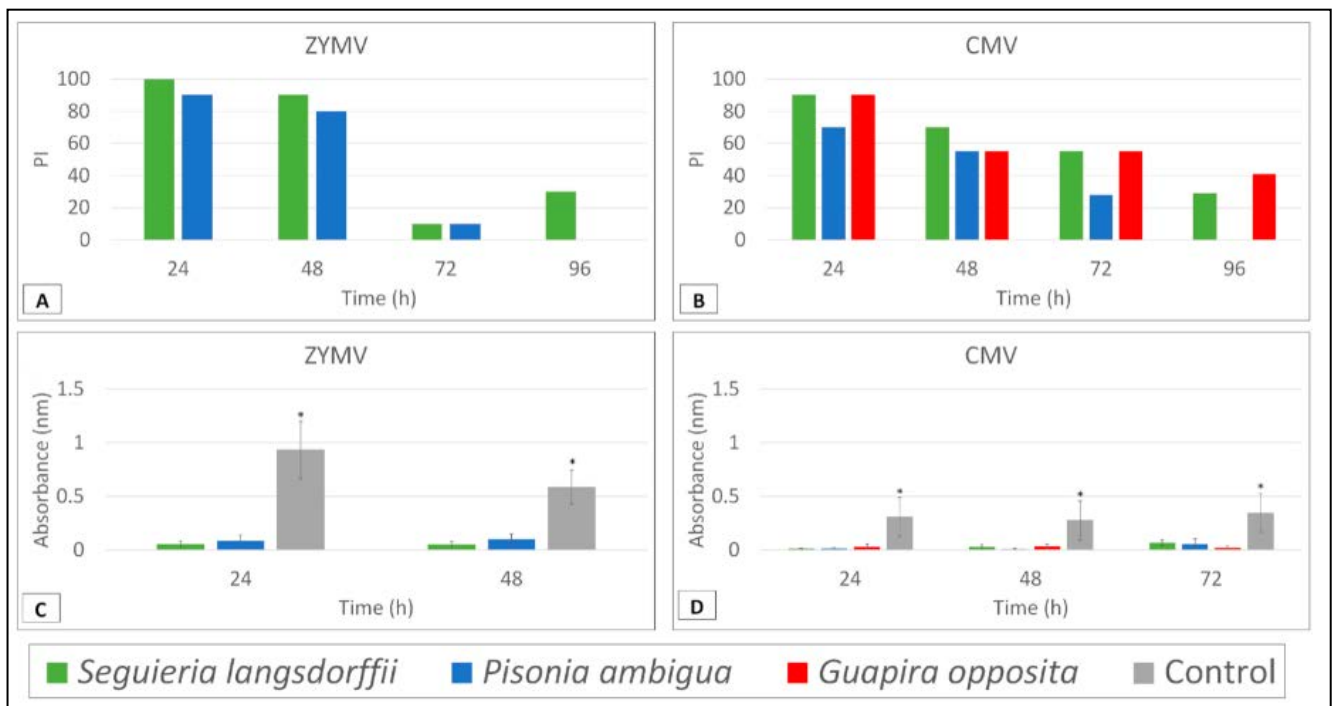 ZYMV
100
80
60
40
20
0
PI
24 48 72 96
Time (h)
A
CMV
100
80
60
40
20
0
PI
24 48 72 96
Time (h)
B
ZYMV
1.5
1
0.5
0
Absorbance (nm)
* *
24 48
Time (h)
C
CMV
1.5
1
0.5
0
Absorbance (nm)
* * *
24 48 72
Time (h)
D
Seguieria langsdorffii Pisonia ambigua Guapira opposita Control